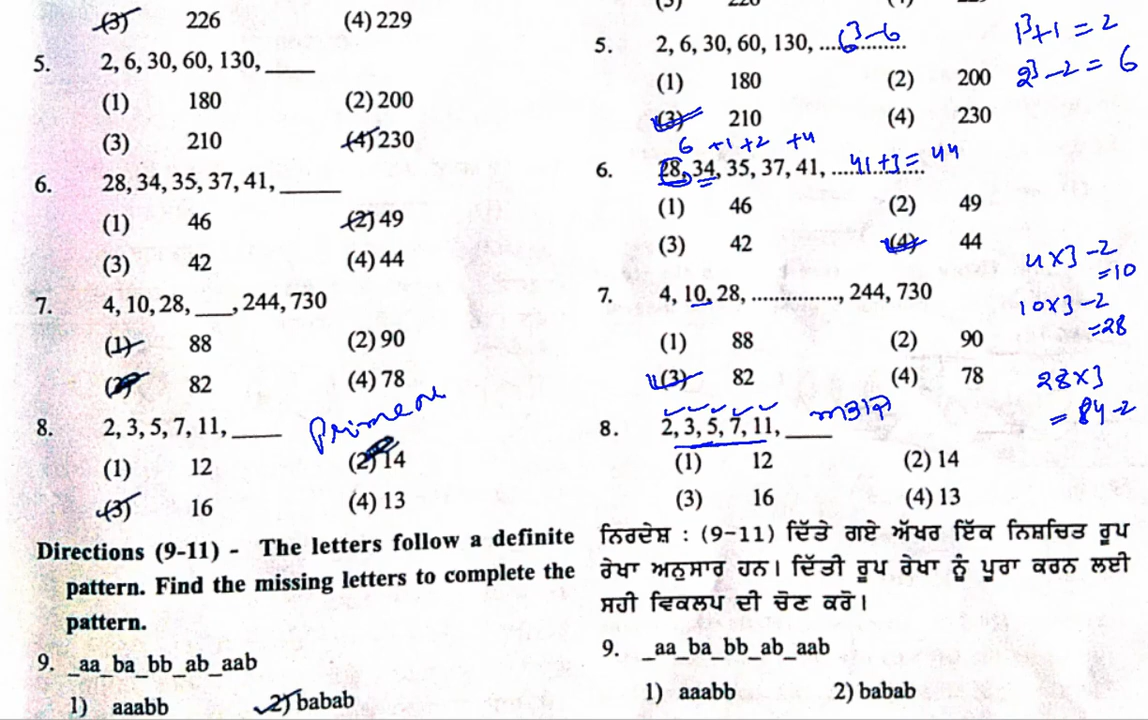 (3) 226 (4) 229
5. 2, 6, 30, 60, 130, ____
(1) 180 (2) 200
(3) 210 (4) 230
6. 28, 34, 35, 37, 41, ______
(1) 46 (2) 49
(3) 42 (4) 44
7. 4, 10, 28, ____, 244, 730
(1) 88 (2) 90
82 (4) 78
8. 2, 3, 5, 7, 11, _____
(1) 12 (2) 14
(3) 16 (4) 13
Prime no
Directions (9-11) - The letters follow a definite
pattern. Find the missing letters to complete the
pattern.
9. _aa_ba_bb_ab_aab
1) aaabb 2) babab
5. 2, 6, 30, 60, 130, ....6³-6.........
1³+1 = 2
2³-2 = 6
(1) 180 (2) 200
(3) 210 (4) 230
6 +1 +2 +4
6. 28, 34, 35, 37, 41, ....41+3 = 44
(1) 46 (2) 49
(3) 42 (4) 44
7. 4, 10, 28, ..............., 244, 730
4×3-2
=10
10×3-2
=28
(1) 88 (2) 90
(3) 82 (4) 78
28×3
= 84-2
8. 2, 3, 5, 7, 11, _____
(1) 12 (2) 14
(3) 16 (4) 13
ਨਿਰਦੇਸ਼ : (9-11) ਦਿੱਤੇ ਗਏ ਅੱਖਰ ਇੱਕ ਨਿਸ਼ਚਿਤ ਰੂਪ
ਰੇਖਾ ਅਨੁਸਾਰ ਹਨ। ਦਿੱਤੀ ਰੂਪ ਰੇਖਾ ਨੂੰ ਪੂਰਾ ਕਰਨ ਲਈ
ਸਹੀ ਵਿਕਲਪ ਦੀ ਚੋਣ ਕਰੋ।
9. _aa_ba_bb_ab_aab
1) aaabb 2) babab